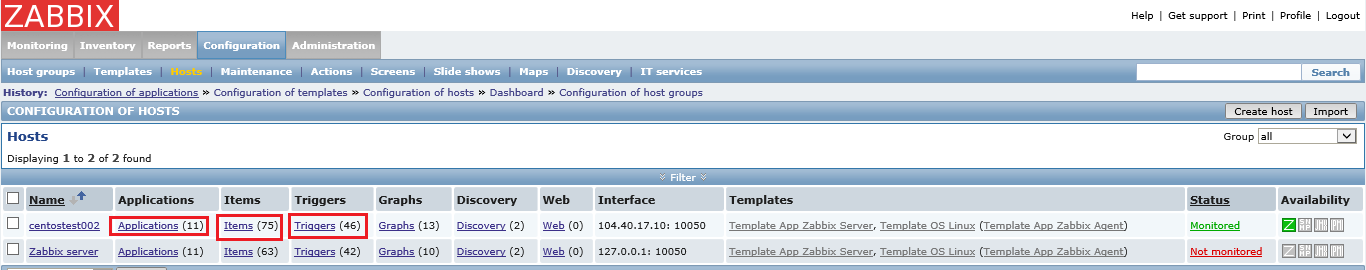 ZABBIX
Help | Get support | Print | Profile | Logout
Monitoring Inventory Reports Configuration Administration
Host groups | Templates | Hosts | Maintenance | Actions | Screens | Slide shows | Maps | Discovery | IT services Search
History: Configuration of applications » Configuration of templates » Configuration of hosts » Dashboard » Configuration of host groups
CONFIGURATION OF HOSTS Create host Import
Hosts Group all
Displaying 1 to 2 of 2 found
Filter
Name Applications Items Triggers Graphs Discovery Web Interface Templates Status Availability
centostest002 Applications (11) Items (75) Triggers (46) Graphs (13) Discovery (2) Web (0) 104.40.17.10: 10050 Template App Zabbix Server, Template OS Linux (Template App Zabbix Agent) Monitored Z
Zabbix server Applications (11) Items (63) Triggers (42) Graphs (10) Discovery (2) Web (0) 127.0.0.1: 10050 Template App Zabbix Server, Template OS Linux (Template App Zabbix Agent) Not monitored Z